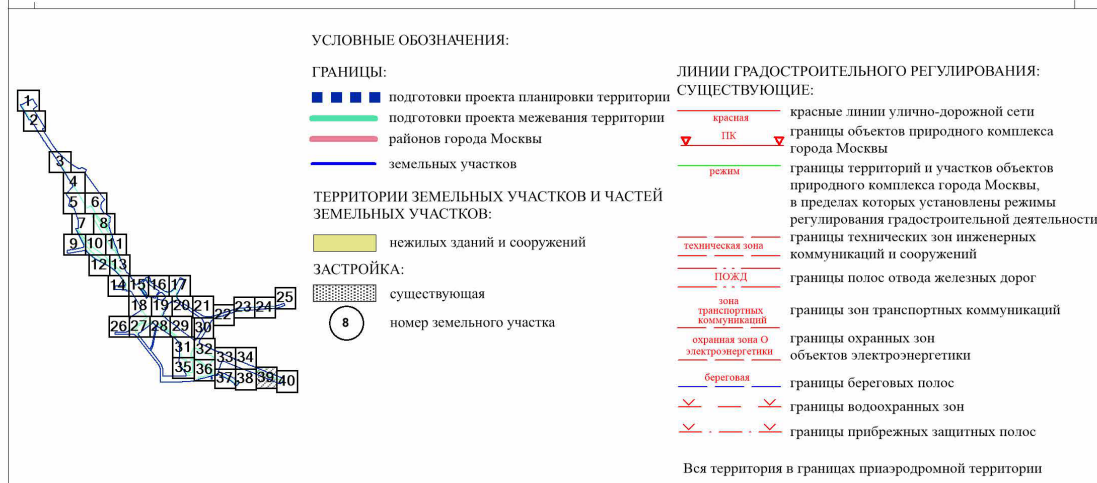 УСЛОВНЫЕ ОБОЗНАЧЕНИЯ:
ГРАНИЦЫ:
подготовки проекта планировки территории
подготовки проекта межевания территории
районов города Москвы
земельных участков
ТЕРРИТОРИИ ЗЕМЕЛЬНЫХ УЧАСТКОВ И ЧАСТЕЙ
ЗЕМЕЛЬНЫХ УЧАСТКОВ:
нежилых зданий и сооружений
ЗАСТРОЙКА:
существующая
8 номер земельного участка
ЛИНИИ ГРАДОСТРОИТЕЛЬНОГО РЕГУЛИРОВАНИЯ:
СУЩЕСТВУЮЩИЕ:
красная
красные линии улично-дорожной сети
ПК
границы объектов природного комплекса
города Москвы
режим
границы территорий и участков объектов
природного комплекса города Москвы,
в пределах которых установлены режимы
регулирования градостроительной деятельности
техническая зона
границы технических зон инженерных
коммуникаций и сооружений
ПОЖД
границы полос отвода железных дорог
зона
транспортных
коммуникаций
границы зон транспортных коммуникаций
охранная зона О
электроэнергетики
границы охранных зон
объектов электроэнергетики
береговая
границы береговых полос
границы водоохранных зон
границы прибрежных защитных полос
Вся территория в границах приаэродромной территории
1
2
3
4
5 6
7 8
9 10 11
12 13
14 15 16 17
18 19 20 21 22 23 24 25
26 27 28 29 30
31 32 33 34
35 36 37 38 39 40